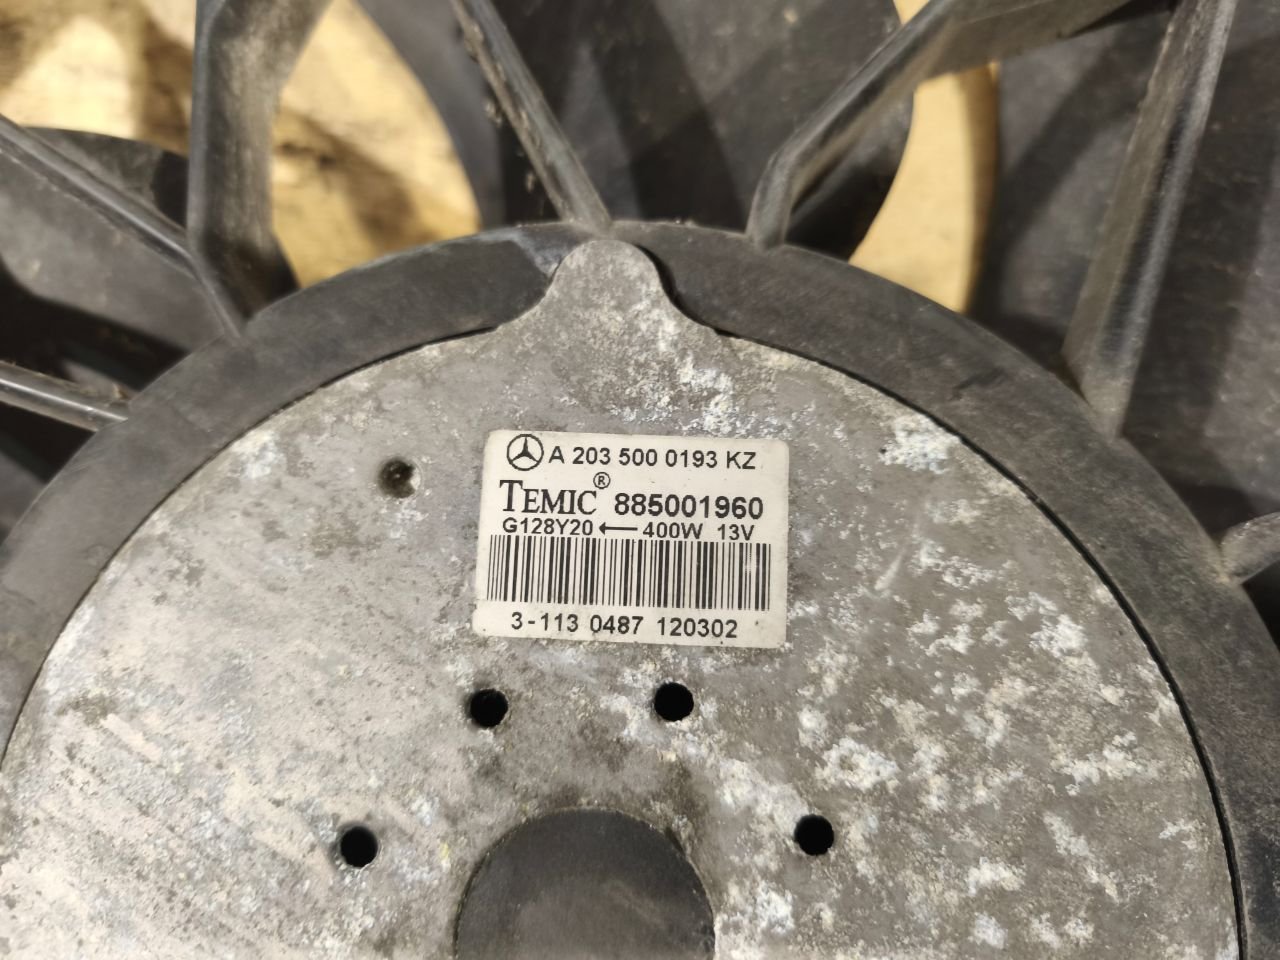 A 203 500 0193 KZ
TEMIC® 885001960
G128Y20 ⟵ 400W 13V
3-113 0487 120302